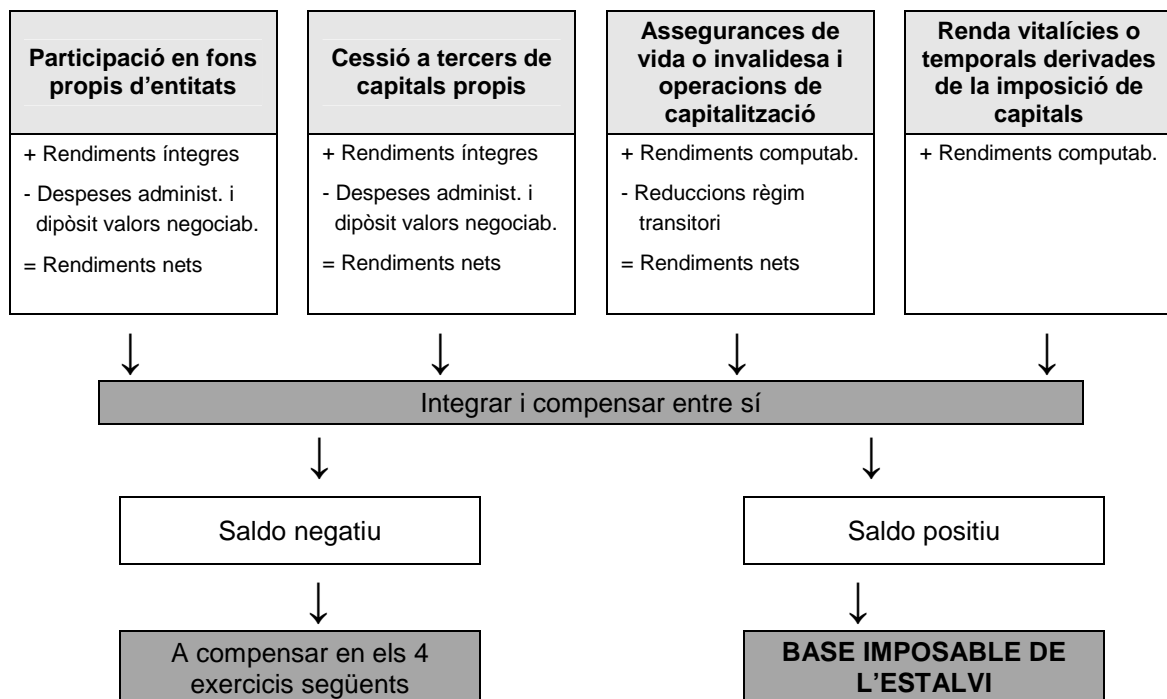 Participació en fons
propis d'entitats
+ Rendiments íntegres
- Despeses administ. i
dipòsit valors negociab.
= Rendiments nets
Cessió a tercers de
capitals propis
+ Rendiments íntegres
- Despeses administ. i
dipòsit valors negociab.
= Rendiments nets
Assegurances de
vida o invalidesa i
operacions de
capitalització
+ Rendiments computab.
- Reduccions règim
transitori
= Rendiments nets
Renda vitalícies o
temporals derivades
de la imposició de
capitals
+ Rendiments computab.
Integrar i compensar entre sí
Saldo negatiu
Saldo positiu
A compensar en els 4
exercicis següents
BASE IMPOSABLE DE
L'ESTALVI